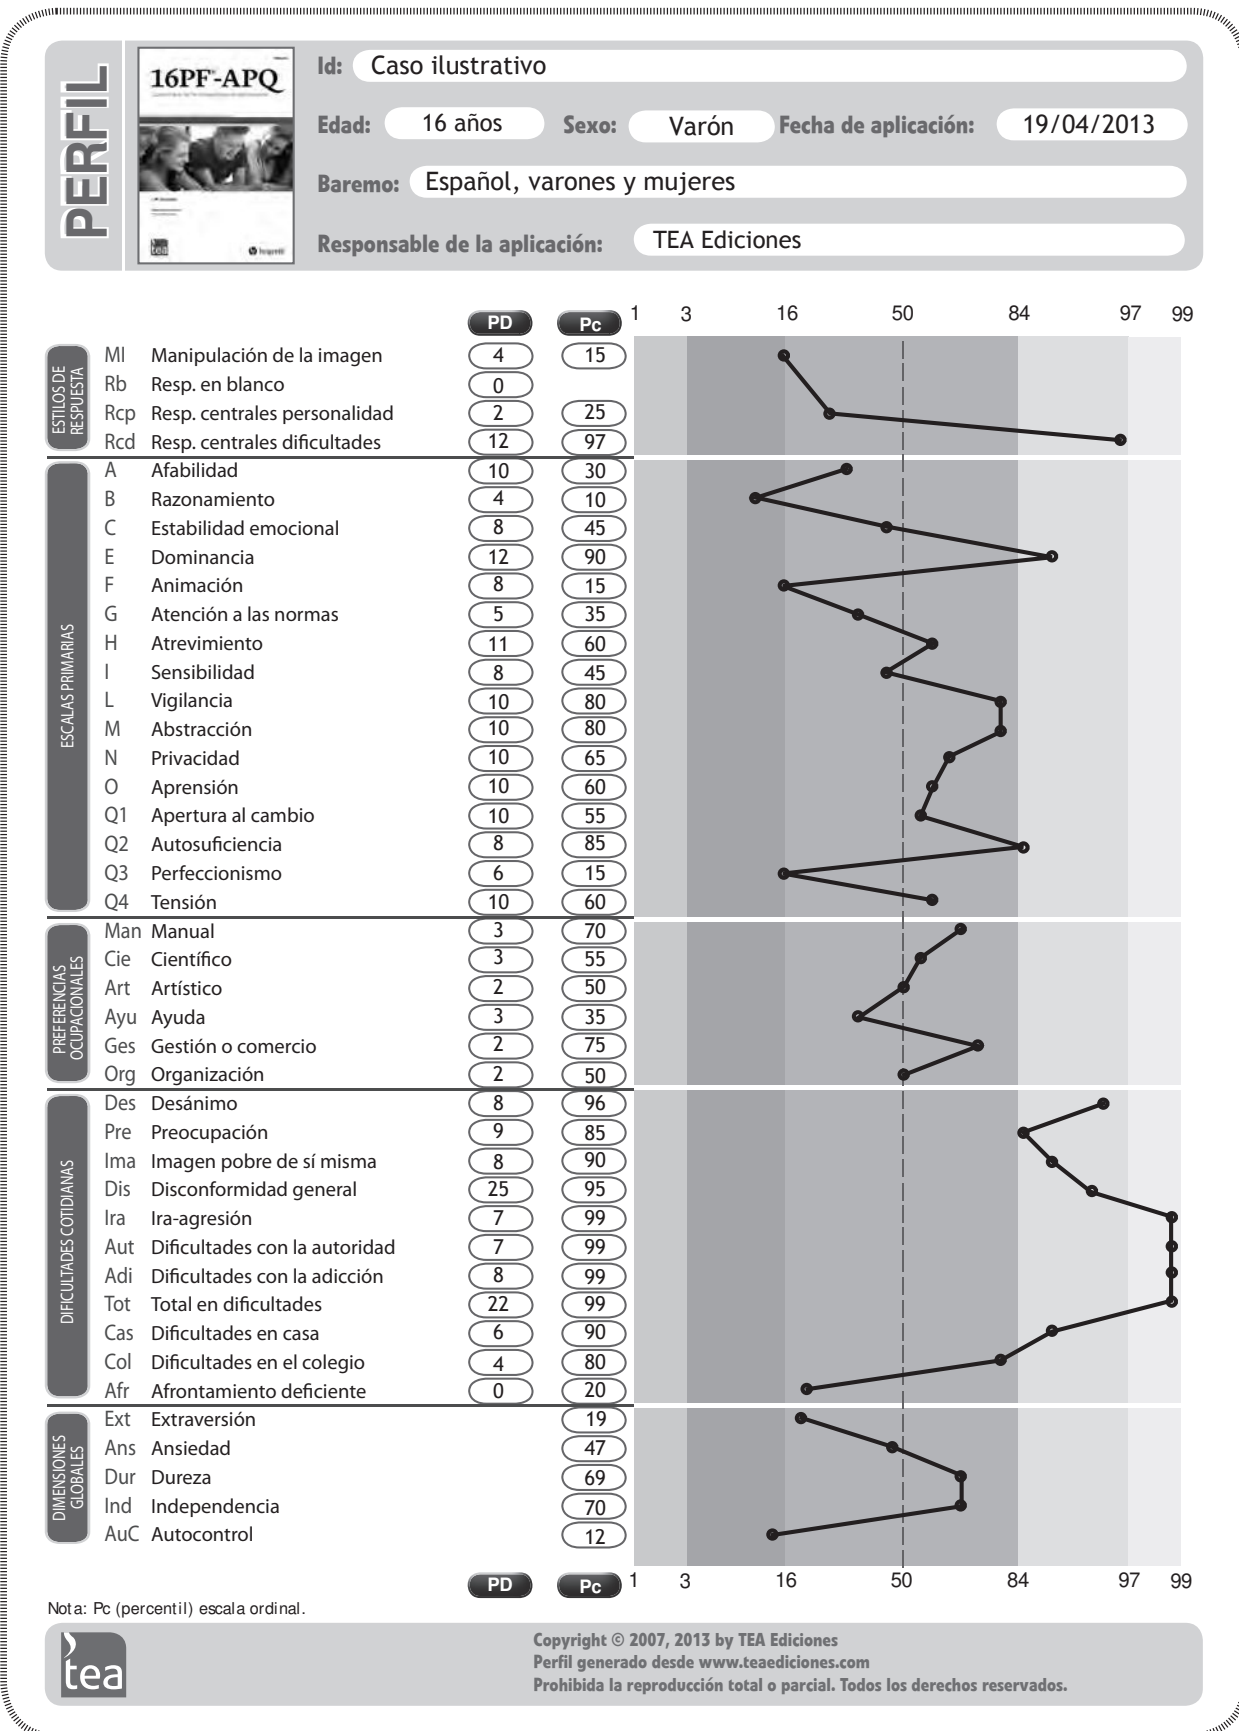 PERFIL
16PF-APQ
tea
Id: Caso ilustrativo
Edad: 16 años Sexo: Varón Fecha de aplicación: 19/04/2013
Baremo: Español, varones y mujeres
Responsable de la aplicación: TEA Ediciones
PD Pc 1 3 16 50 84 97 99
ESTILOS DE RESPUESTA
MI Manipulación de la imagen 4 15
Rb Resp. en blanco 0
Rcp Resp. centrales personalidad 2 25
Rcd Resp. centrales dificultades 12 97
ESCALAS PRIMARIAS
A Afabilidad 10 30
B Razonamiento 4 10
C Estabilidad emocional 8 45
E Dominancia 12 90
F Animación 8 15
G Atención a las normas 5 35
H Atrevimiento 11 60
I Sensibilidad 8 45
L Vigilancia 10 80
M Abstracción 10 80
N Privacidad 10 65
O Aprensión 10 60
Q1 Apertura al cambio 10 55
Q2 Autosuficiencia 8 85
Q3 Perfeccionismo 6 15
Q4 Tensión 10 60
PREFERENCIAS OCUPACIONALES
Man Manual 3 70
Cie Científico 3 55
Art Artístico 2 50
Ayu Ayuda 3 35
Ges Gestión o comercio 2 75
Org Organización 2 50
DIFICULTADES COTIDIANAS
Des Desánimo 8 96
Pre Preocupación 9 85
Ima Imagen pobre de sí misma 8 90
Dis Disconformidad general 25 95
Ira Ira-agresión 7 99
Aut Dificultades con la autoridad 7 99
Adi Dificultades con la adicción 8 99
Tot Total en dificultades 22 99
Cas Dificultades en casa 6 90
Col Dificultades en el colegio 4 80
Afr Afrontamiento deficiente 0 20
DIMENSIONES GLOBALES
Ext Extraversión 19
Ans Ansiedad 47
Dur Dureza 69
Ind Independencia 70
AuC Autocontrol 12
PD Pc 1 3 16 50 84 97 99
Nota: Pc (percentil) escala ordinal.
tea
Copyright © 2007, 2013 by TEA Ediciones
Perfil generado desde www.teaediciones.com
Prohibida la reproducción total o parcial. Todos los derechos reservados.